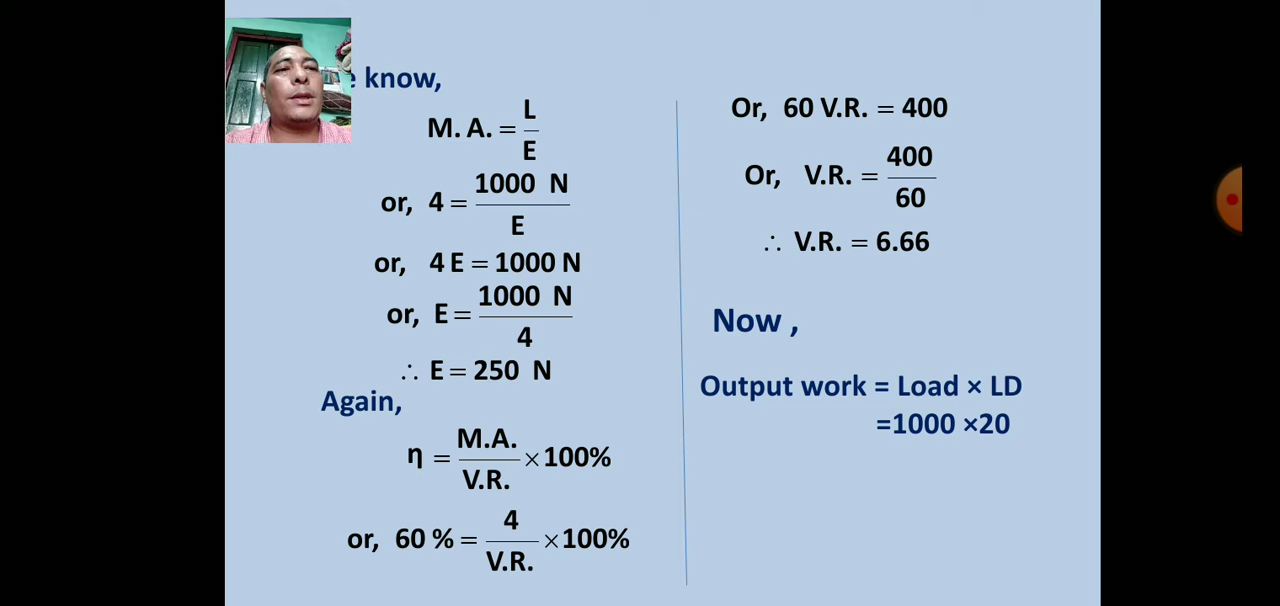 e know,
M. A. = L/E
or, 4 = 1000 N/E
or, 4 E = 1000 N
or, E = 1000 N/4
∴ E = 250 N
Again,
η = M.A./V.R. × 100%
or, 60 % = 4/V.R. × 100%
Or, 60 V.R. = 400
Or, V.R. = 400/60
∴ V.R. = 6.66
Now ,
Output work = Load × LD
=1000 ×20